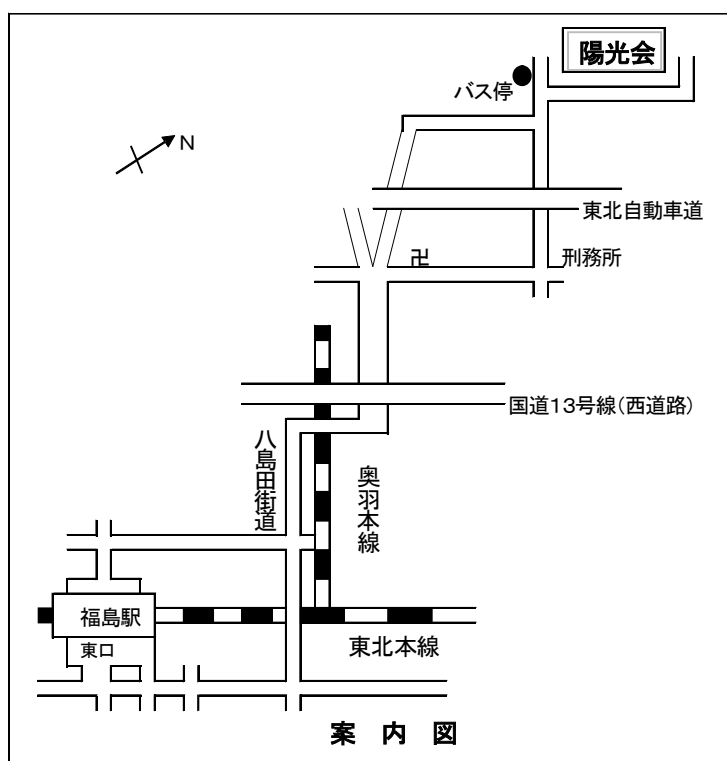 陽光会
バス停
N
東北自動車道
卍
刑務所
国道13号線(西道路)
八島田街道
奥羽本線
福島駅
東口
東北本線
案 内 図